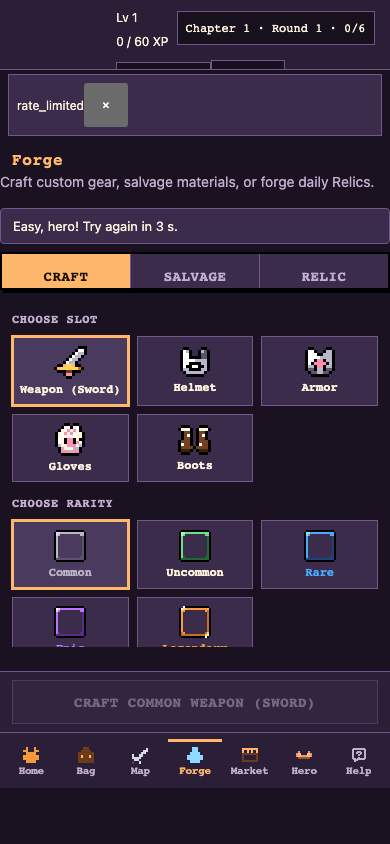 Lv 1
0 / 60 XP
Chapter 1 · Round 1 · 0/6
rate_limited ×
Forge
Craft custom gear, salvage materials, or forge daily Relics.
Easy, hero! Try again in 3 s.
CRAFT SALVAGE RELIC
CHOOSE SLOT
Weapon (Sword) Helmet Armor
Gloves Boots
CHOOSE RARITY
Common Uncommon Rare
CRAFT COMMON WEAPON (SWORD)
Home Bag Map Forge Market Hero Help